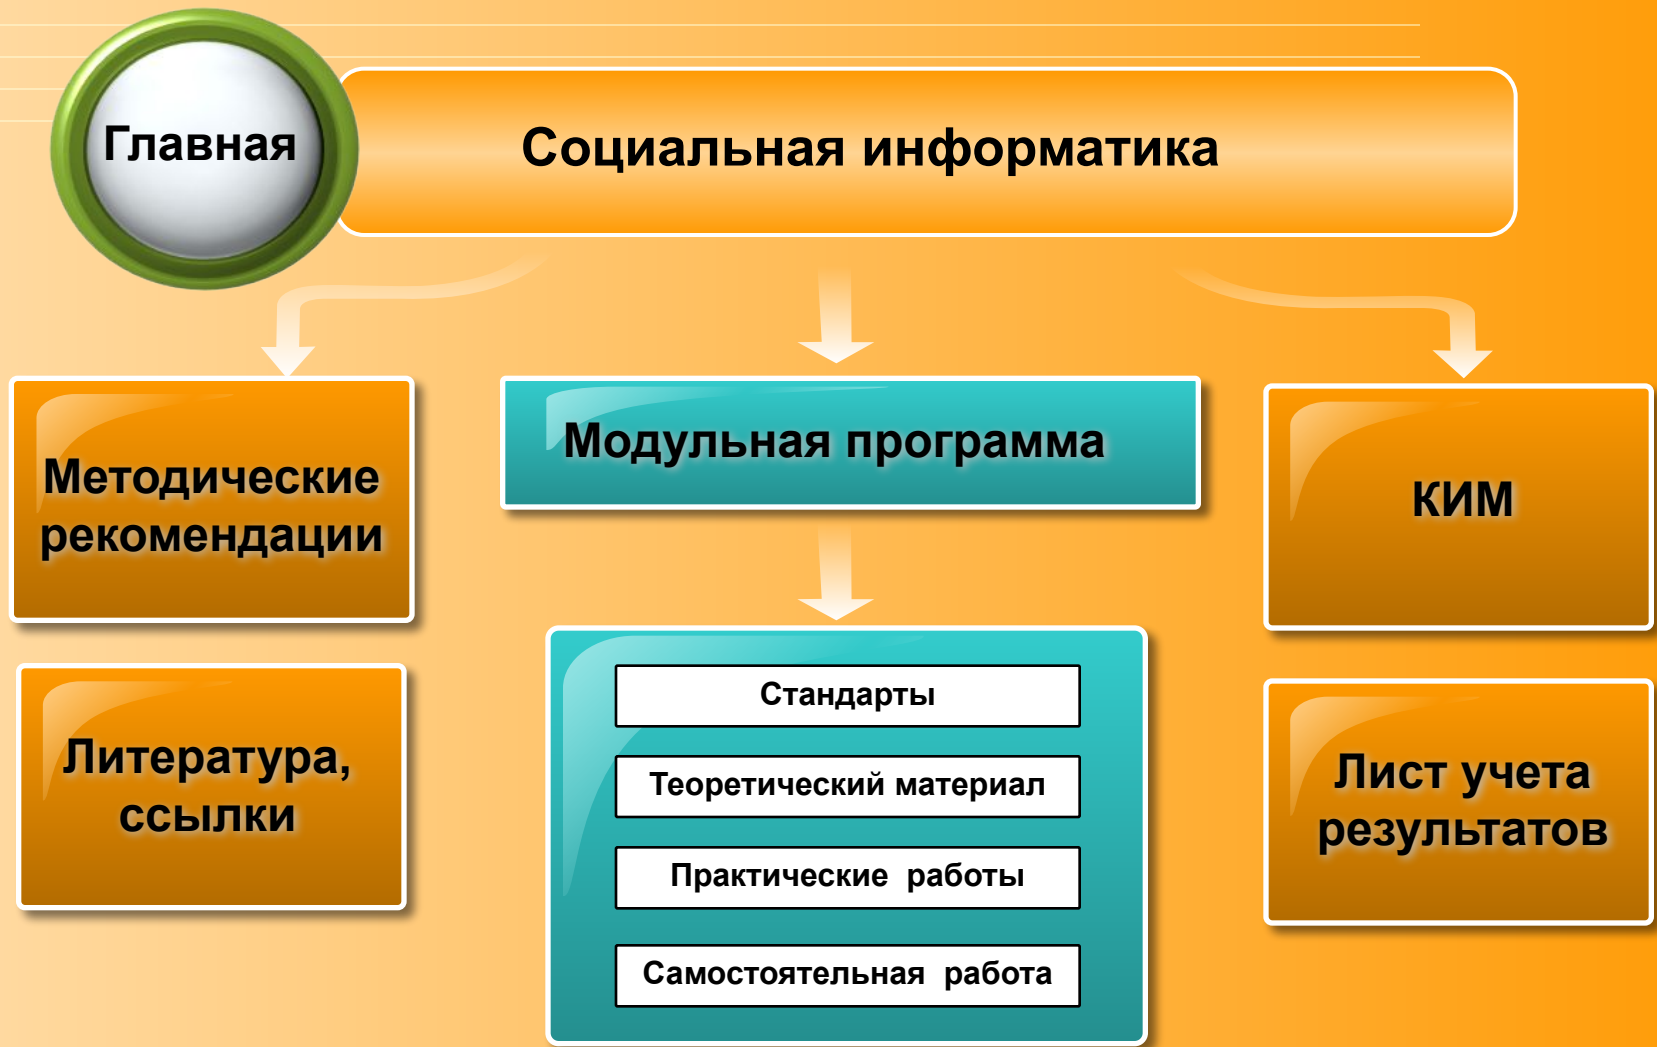 Главная
Социальная информатика
Методические
рекомендации
Модульная программа
КИМ
Литература,
ссылки
Стандарты
Теоретический материал
Практические работы
Самостоятельная работа
Лист учета
результатов